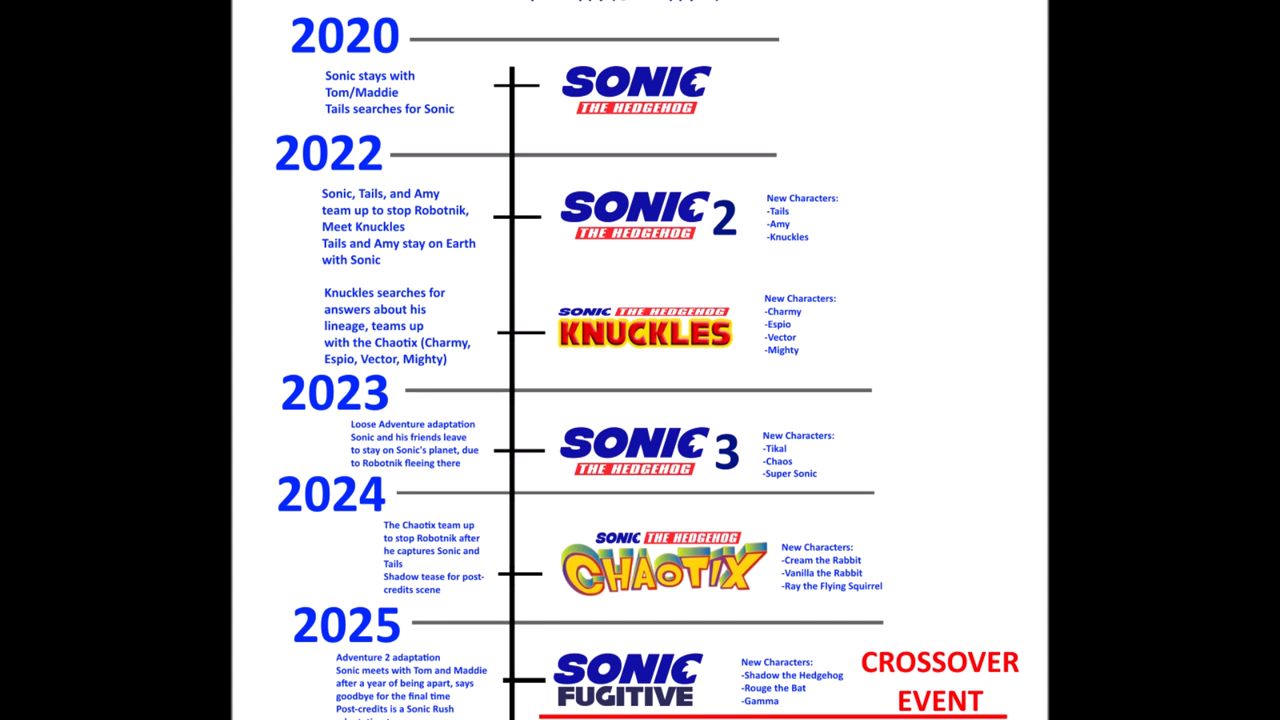 2020
Sonic stays with
Tom/Maddie
Tails searches for Sonic
SONIC
THE HEDGEHOG
2022
Sonic, Tails, and Amy
team up to stop Robotnik,
Meet Knuckles
Tails and Amy stay on Earth
with Sonic
SONIC 2
THE HEDGEHOG
New Characters:
-Tails
-Amy
-Knuckles
Knuckles searches for
answers about his
lineage, teams up
with the Chaotix (Charmy,
Espio, Vector, Mighty)
SONIC THE HEDGEHOG
KNUCKLES
New Characters:
-Charmy
-Espio
-Vector
-Mighty
2023
Loose Adventure adaptation
Sonic and his friends leave
to stay on Sonic's planet, due
to Robotnik fleeing there
SONIC 3
THE HEDGEHOG
New Characters:
-Tikal
-Chaos
-Super Sonic
2024
The Chaotix team up
to stop Robotnik after
he captures Sonic and
Tails
Shadow tease for post-
credits scene
SONIC THE HEDGEHOG
CHAOTIX
New Characters:
-Cream the Rabbit
-Vanilla the Rabbit
-Ray the Flying Squirrel
2025
Adventure 2 adaptation
Sonic meets with Tom and Maddie
after a year of being apart, says
goodbye for the final time
Post-credits is a Sonic Rush
SONIC
FUGITIVE
New Characters:
-Shadow the Hedgehog
-Rouge the Bat
-Gamma
CROSSOVER
EVENT